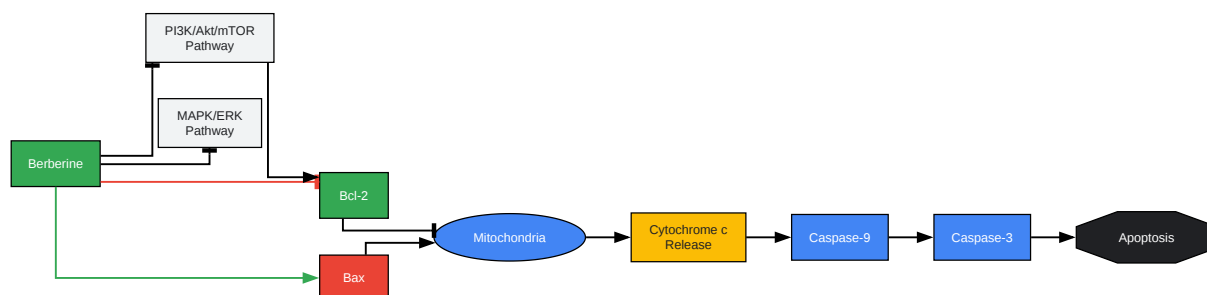 PI3K/Akt/mTOR
Pathway
MAPK/ERK
Pathway
Berberine
Bcl-2
Mitochondria
Cytochrome c
Release
Caspase-9
Caspase-3
Apoptosis
Bax